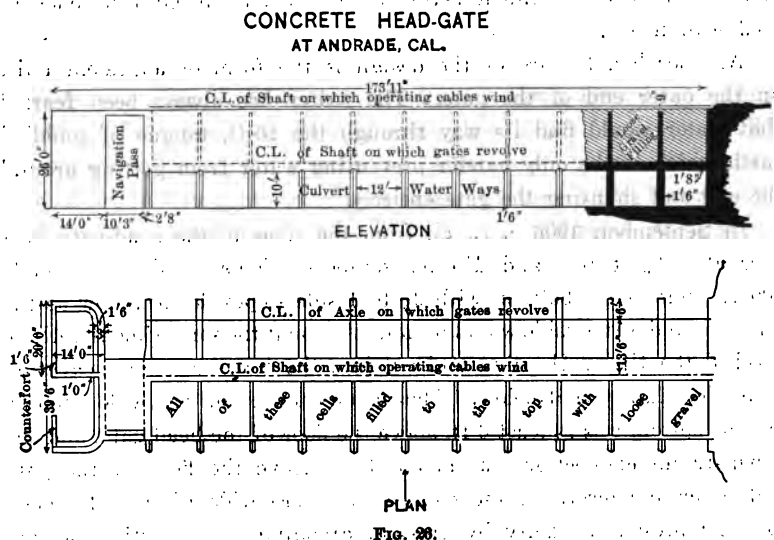 CONCRETE HEAD-GATE
AT ANDRADE, CAL.
173'11"
C.L. of Shaft on which operating cables wind
C.L. of Shaft on which gates revolve
26'0"
Navigation Pass
10'
Culvert 12' Water Ways
1'8"
1'6"
14'0" 10'3" 2'8" 1'6"
ELEVATION
1'6"
C.L. of Axle on which gates revolve
20'6"
14'0"
13'6"
6"
1'0"
C.L. of Shaft on which operating cables wind
1'0"
Counterfort
39'6"
All of these cells filled to the top with loose gravel
PLAN
FIG. 26.